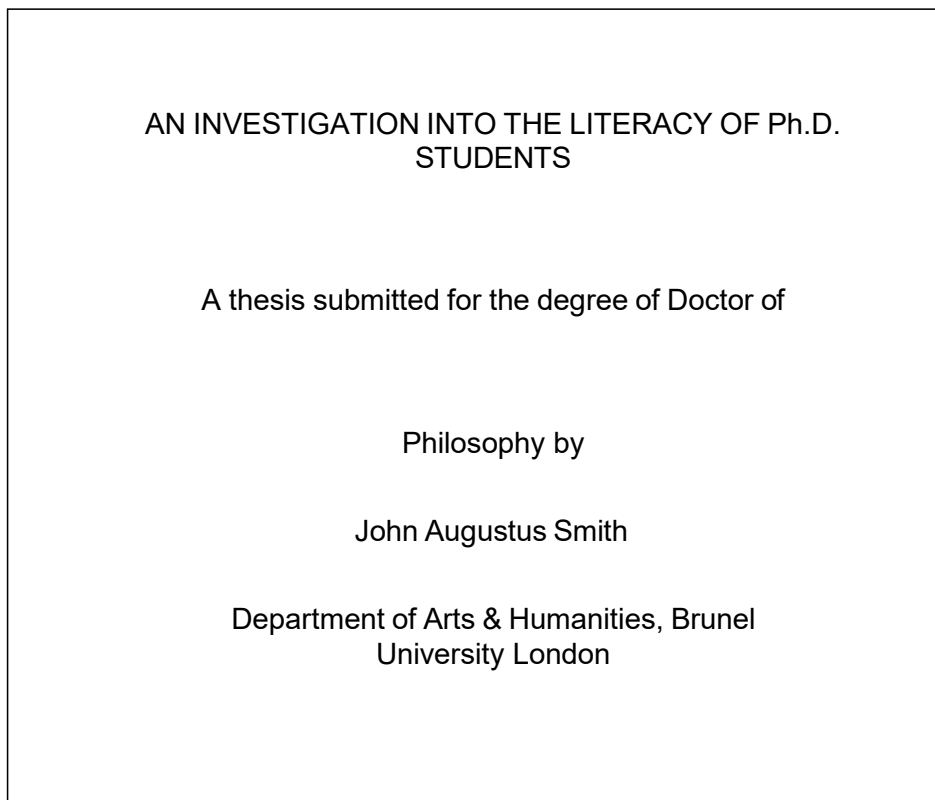 AN INVESTIGATION INTO THE LITERACY OF Ph.D.
STUDENTS
A thesis submitted for the degree of Doctor of
Philosophy by
John Augustus Smith
Department of Arts & Humanities, Brunel
University London